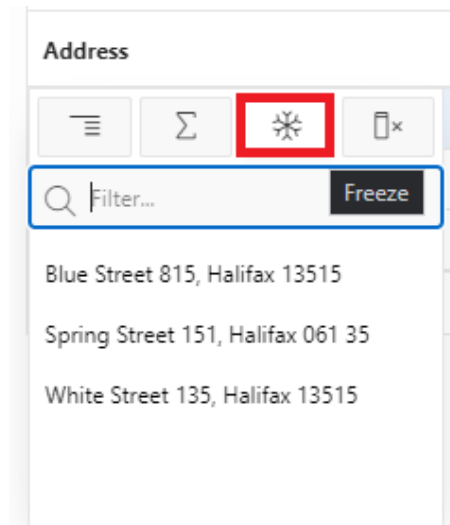 Address
Filter...
Freeze
Blue Street 815, Halifax 13515
Spring Street 151, Halifax 061 35
White Street 135, Halifax 13515